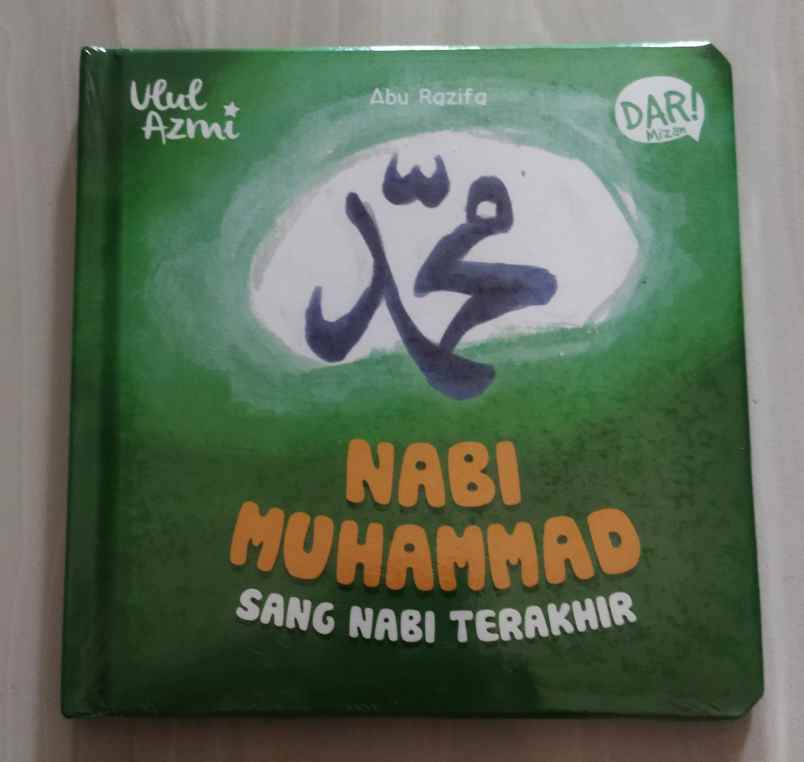 Ulul
Azmi
Abu Razifa
DAR!
Mizan
محمد
NABI
MUHAMMAD
SANG NABI TERAKHIR